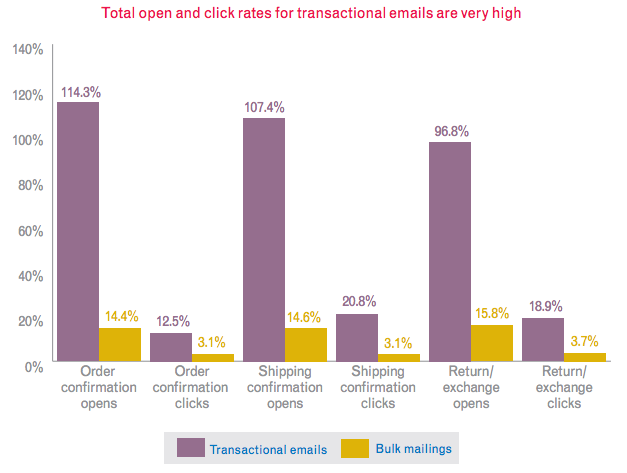 Total open and click rates for transactional emails are very high
140%
120%
100%
80%
60%
40%
20%
0%
114.3%
14.4%
12.5%
3.1%
107.4%
14.6%
20.8%
3.1%
96.8%
15.8%
18.9%
3.7%
Order
confirmation
opens
Order
confirmation
clicks
Shipping
confirmation
opens
Shipping
confirmation
clicks
Return/
exchange
opens
Return/
exchange
clicks
Transactional emails
Bulk mailings